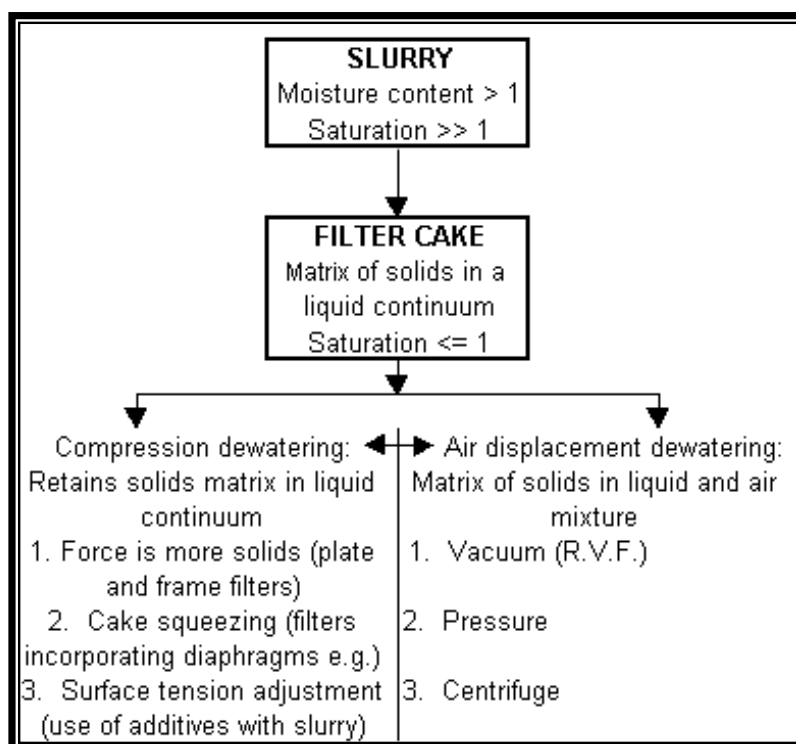 SLURRY
Moisture content > 1
Saturation >> 1
FILTER CAKE
Matrix of solids in a
liquid continuum
Saturation <= 1
Compression dewatering:
Retains solids matrix in liquid
continuum
1. Force is more solids (plate
and frame filters)
2. Cake squeezing (filters
incorporating diaphragms e.g.)
3. Surface tension adjustment
(use of additives with slurry)
Air displacement dewatering:
Matrix of solids in liquid and air
mixture
1. Vacuum (R.V.F.)
2. Pressure
3. Centrifuge